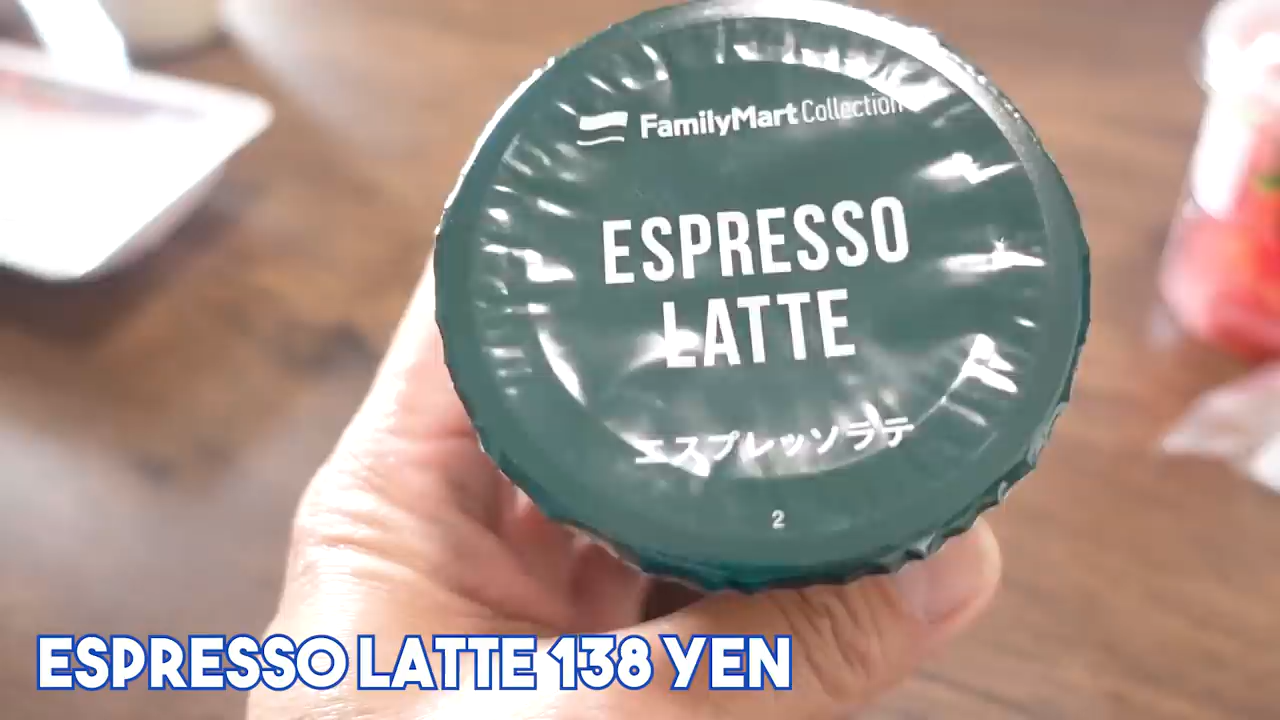 FamilyMart Collection
ESPRESSO
LATTE
エスプレッソラテ
2
ESPRESSO LATTE 138 YEN